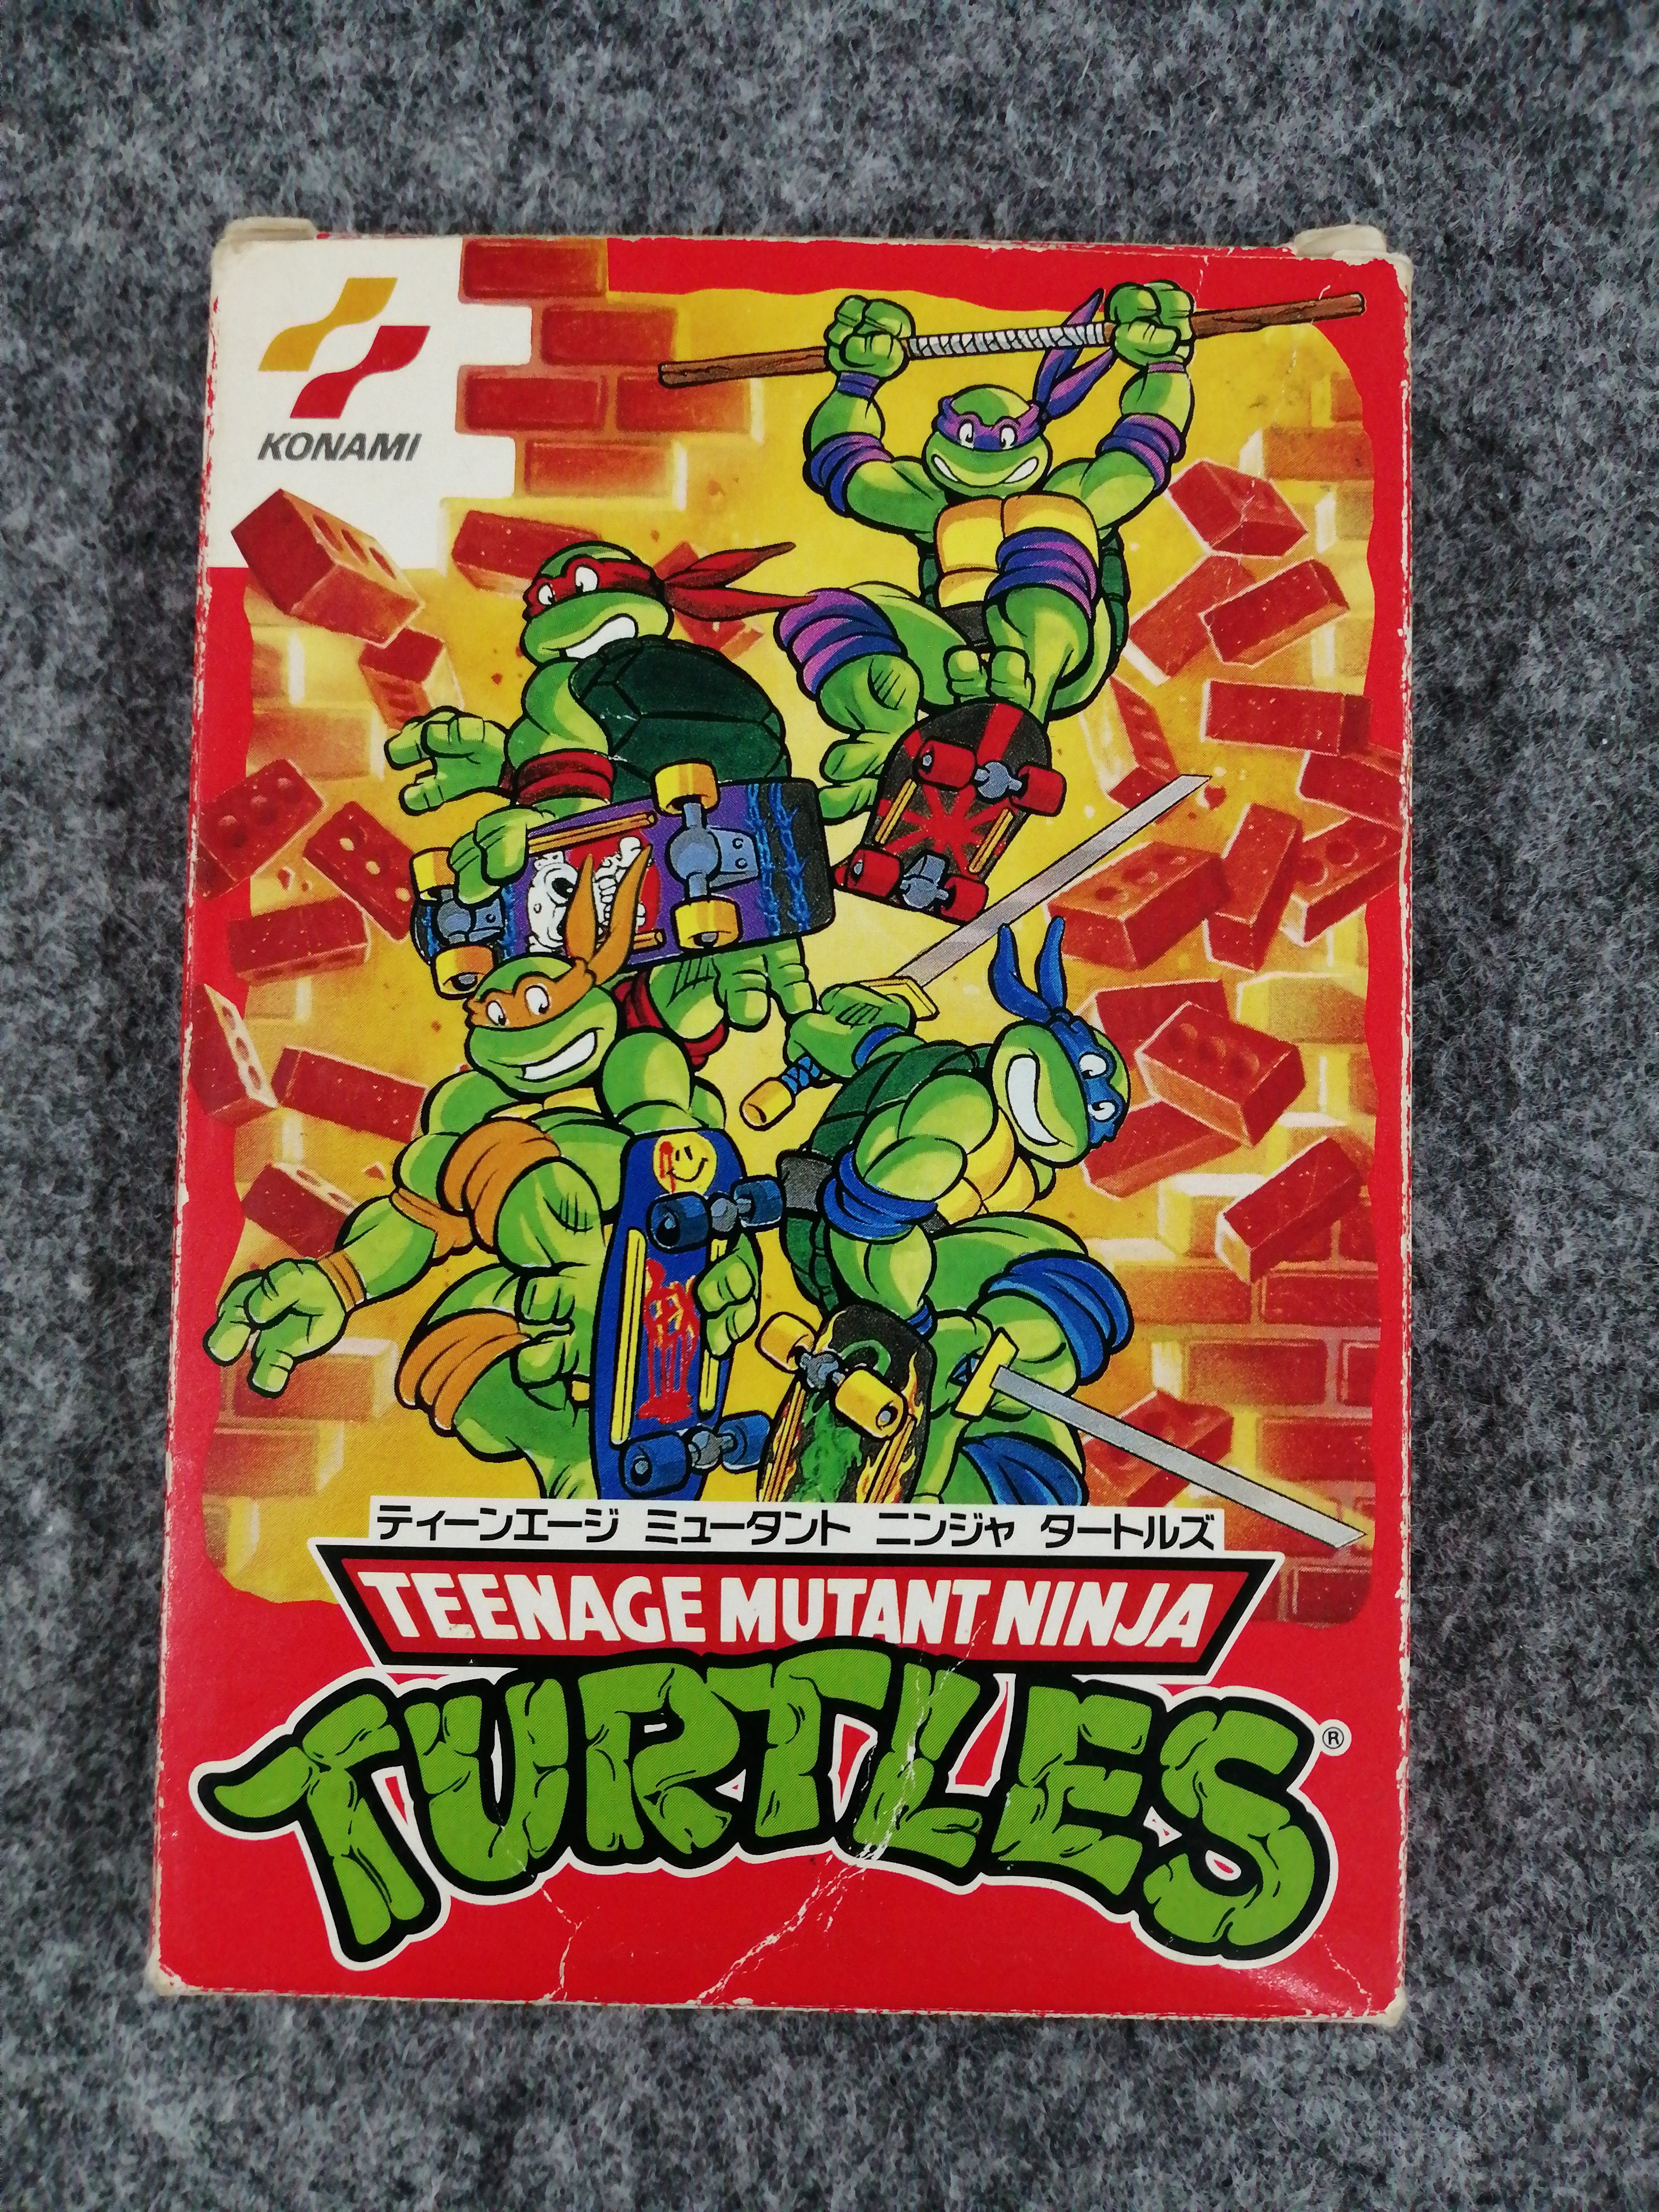 KONAMI
ティーンエージ ミュータント ニンジャ タートルズ
TEENAGE MUTANT NINJA
TURTLES®